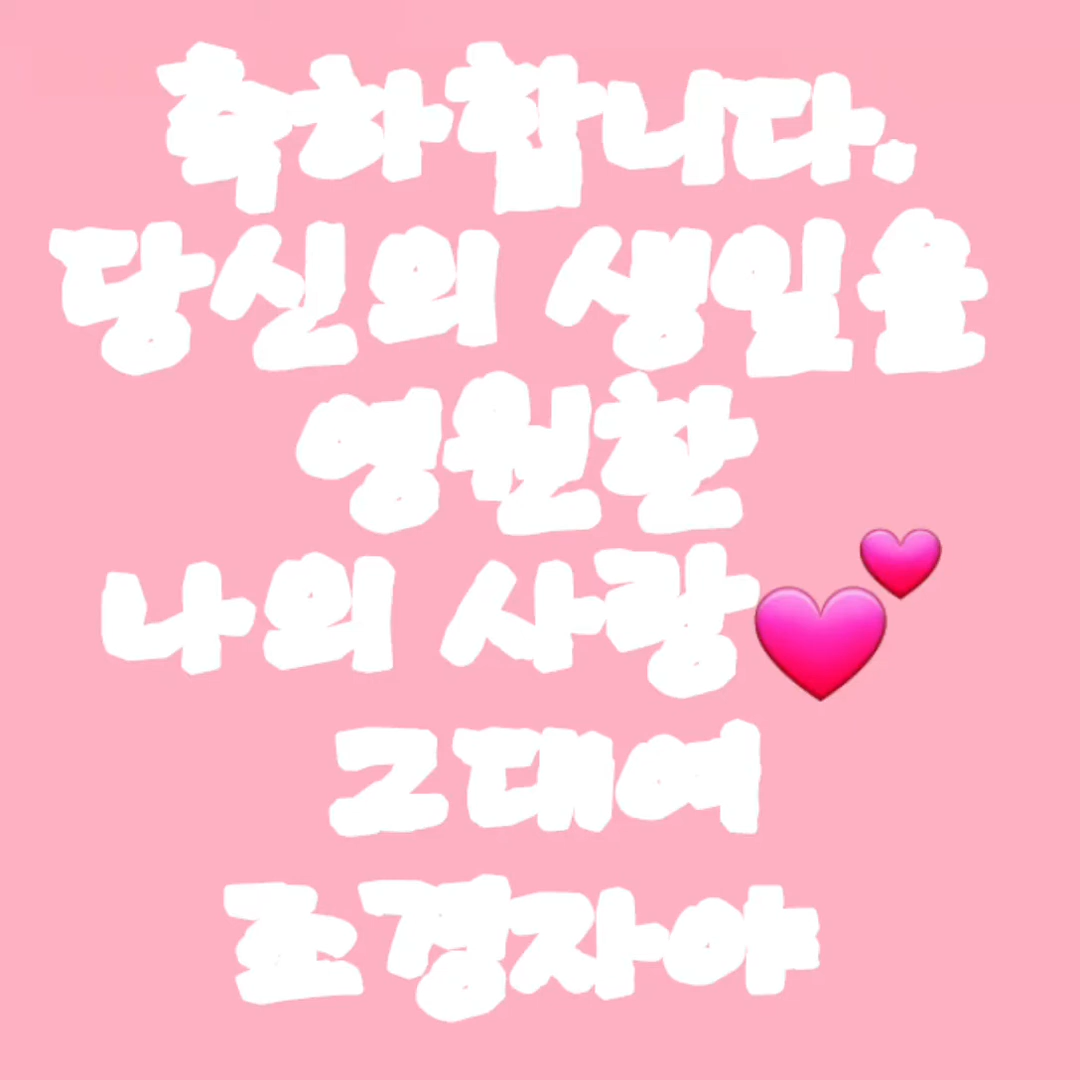 축하합니다.
당신의 생일을
영원한
나의 사랑💕
그대여
조경자야